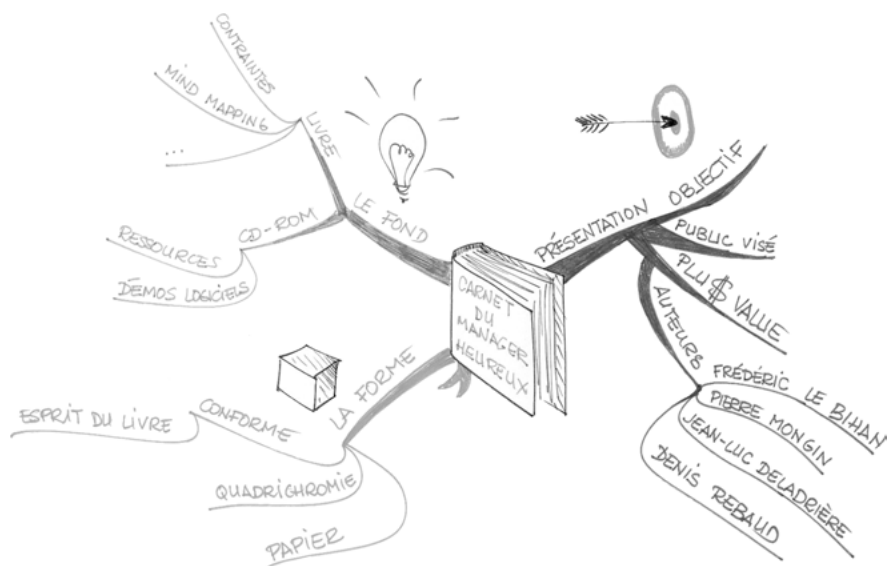 CARNET
DU
MANAGER
HEUREUX
PRÉSENTATION
OBJECTIF
PUBLIC VISÉ
PLU$ VALUE
AUTEURS
FRÉDÉRIC LE BIHAN
PIERRE MONGIN
JEAN-LUC DELADRIÈRE
DENIS REBAUD
LE FOND
LIVRE
CONTRAINTES
MIND MAPPING
...
CD-ROM
RESSOURCES
DÉMOS LOGICIELS
LA FORME
CONFORME
ESPRIT DU LIVRE
QUADRICHROMIE
PAPIER